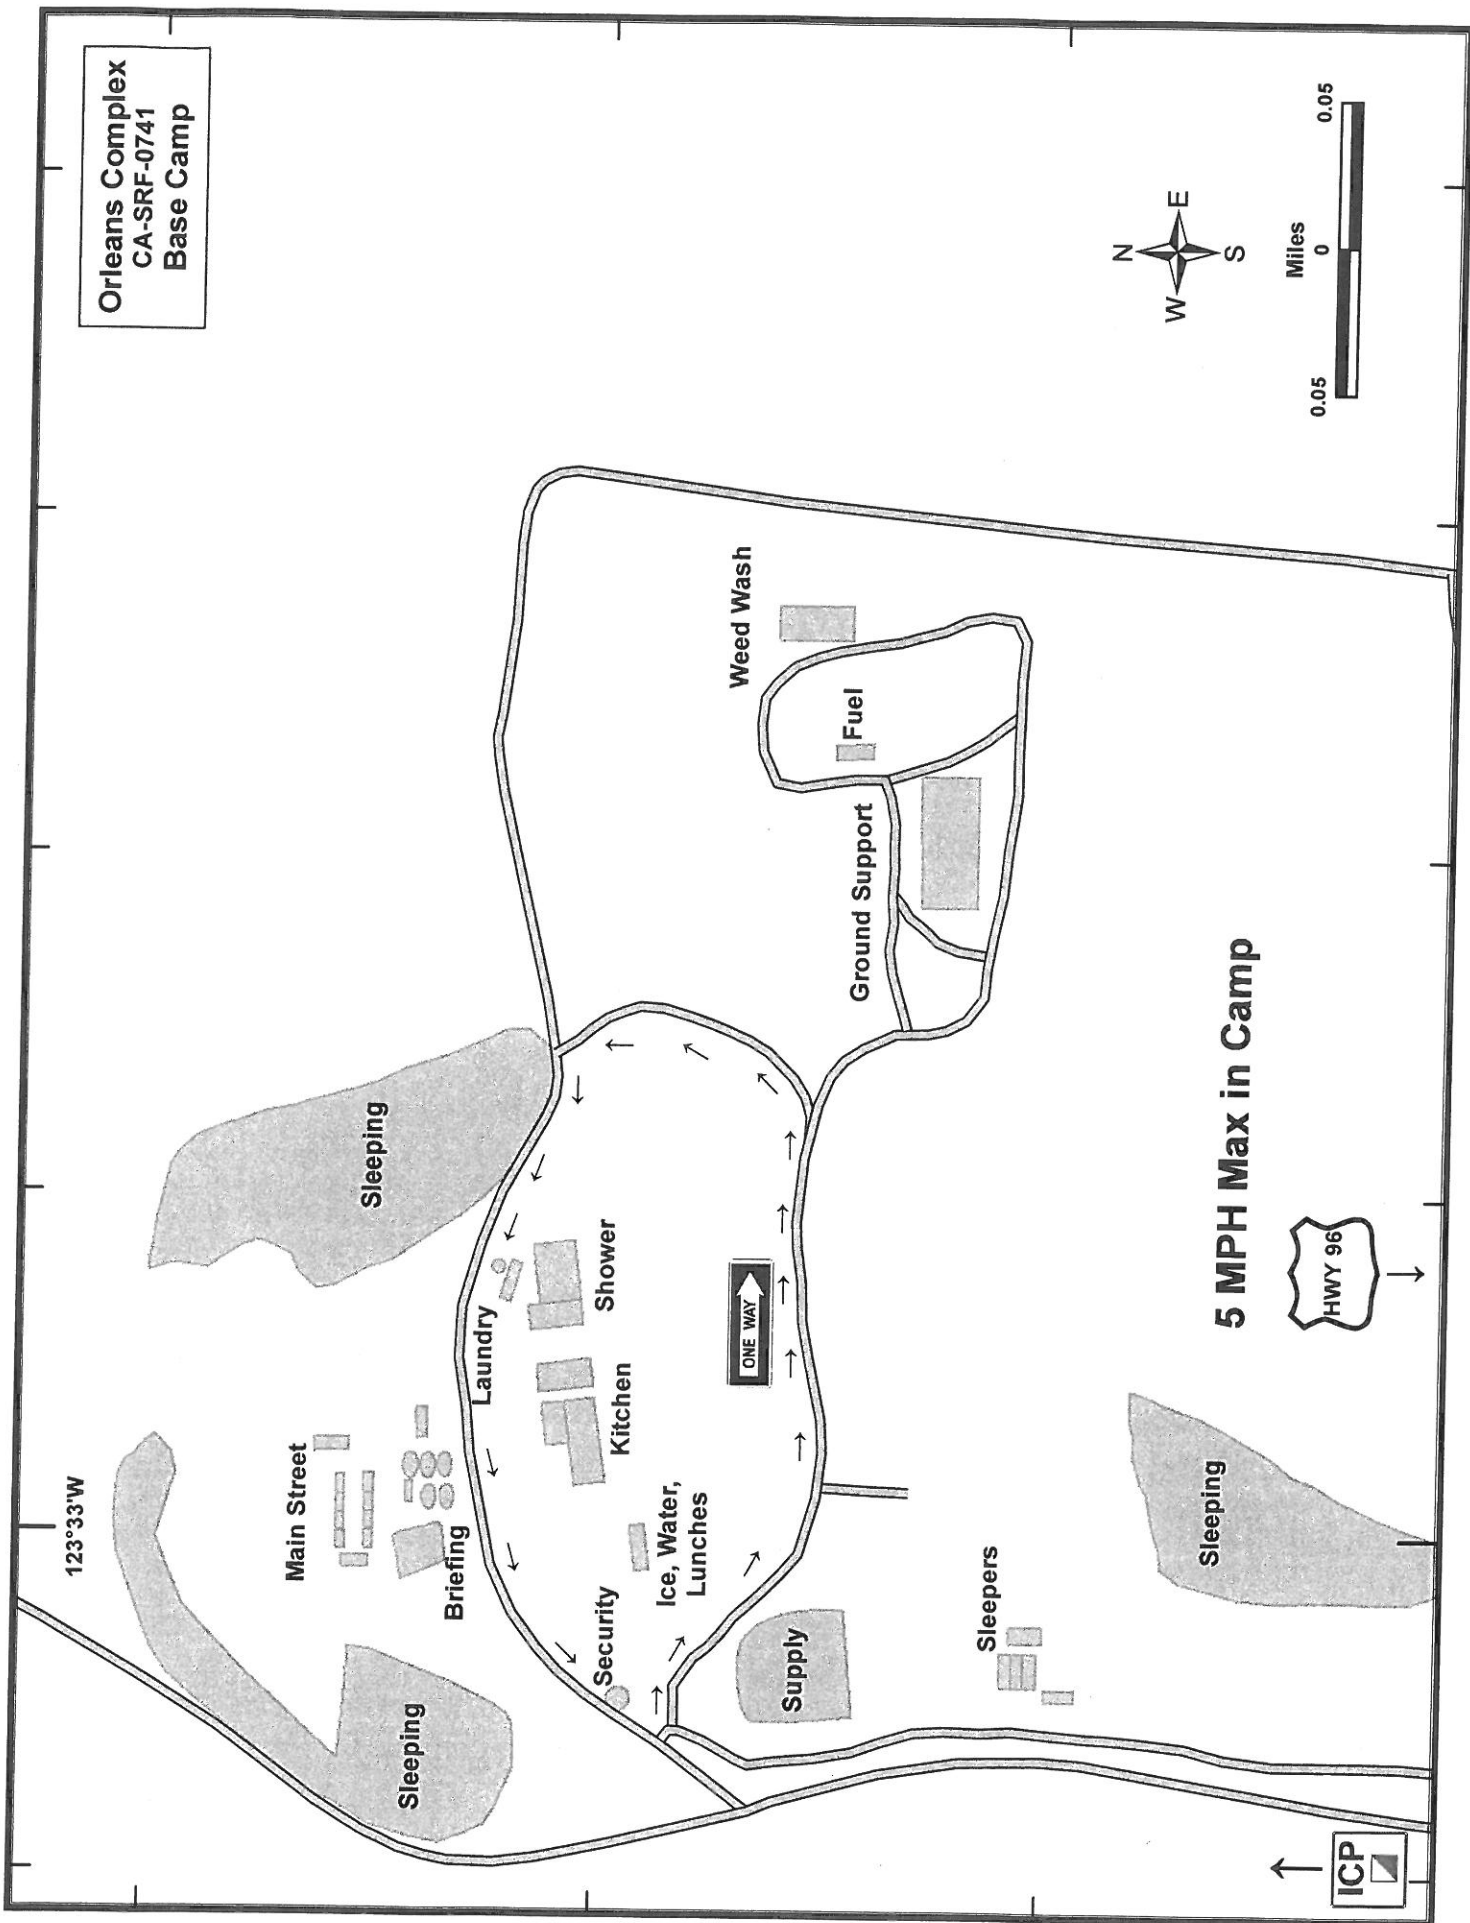 Orleans Complex
CA-SRF-0741
Base Camp
123°33'W
Sleeping
Sleeping
Main Street
Briefing
Laundry
Shower
Kitchen
Ice, Water,
Lunches
Security
ONE WAY
Supply
Sleepers
Sleeping
Weed Wash
Fuel
Ground Support
5 MPH Max in Camp
HWY 96
ICP
N
W
E
S
Miles
0.05
0
0.05